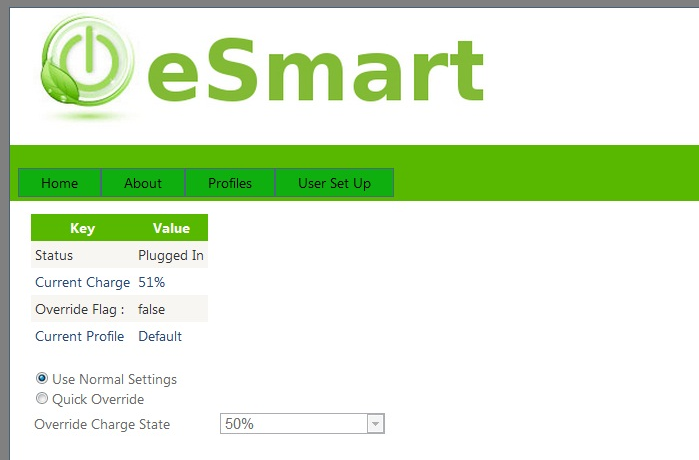 eSmart
Home About Profiles User Set Up
Key Value
Status Plugged In
Current Charge 51%
Override Flag : false
Current Profile Default
Use Normal Settings
Quick Override
Override Charge State 50%